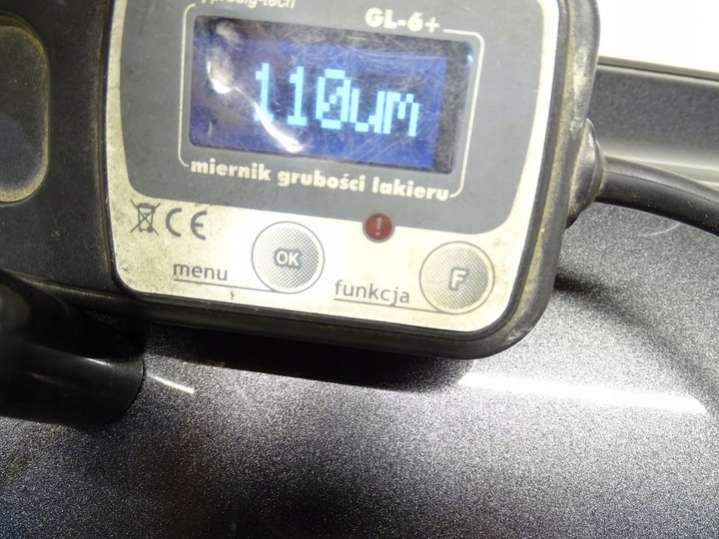 GL-6+
110um
miernik grubości lakieru
CE
OK
menu
!
funkcja
F